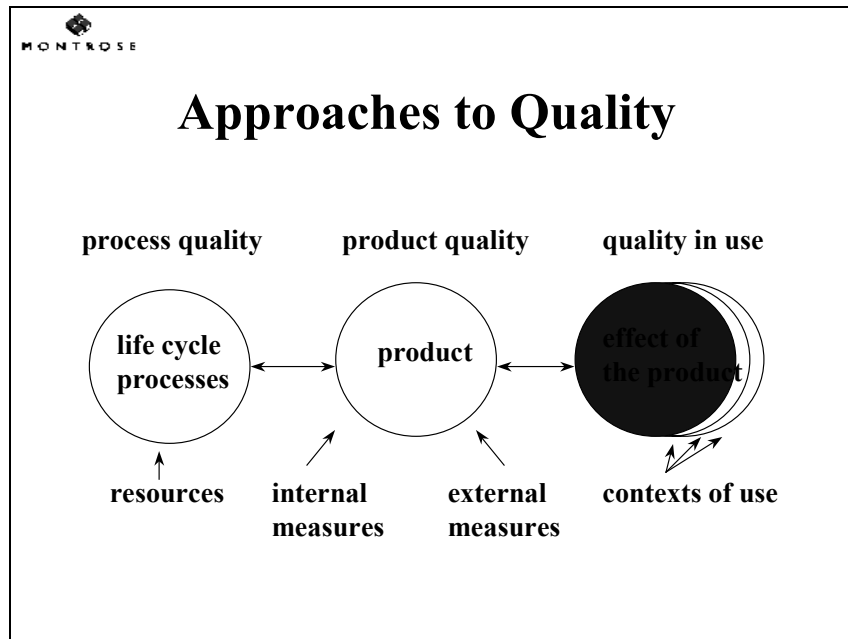 MONTROSE
Approaches to Quality
process quality
product quality
quality in use
life cycle
processes
product
effect of
the product
resources
internal
measures
external
measures
contexts of use